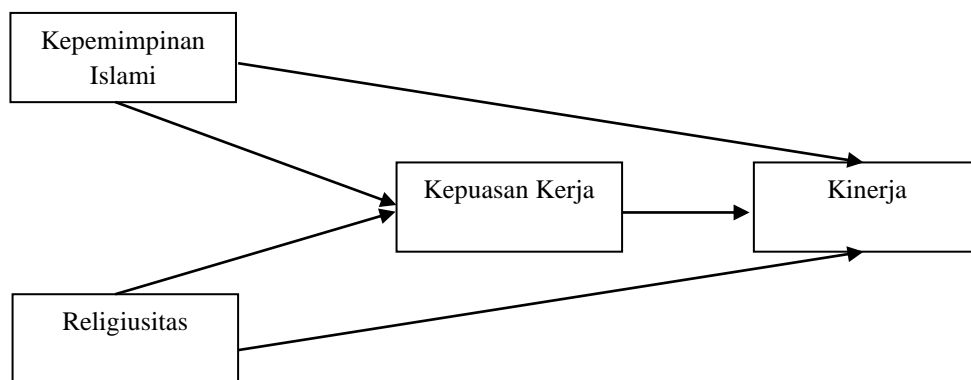 Kepemimpinan
Islami
Kepuasan Kerja
Kinerja
Religiusitas